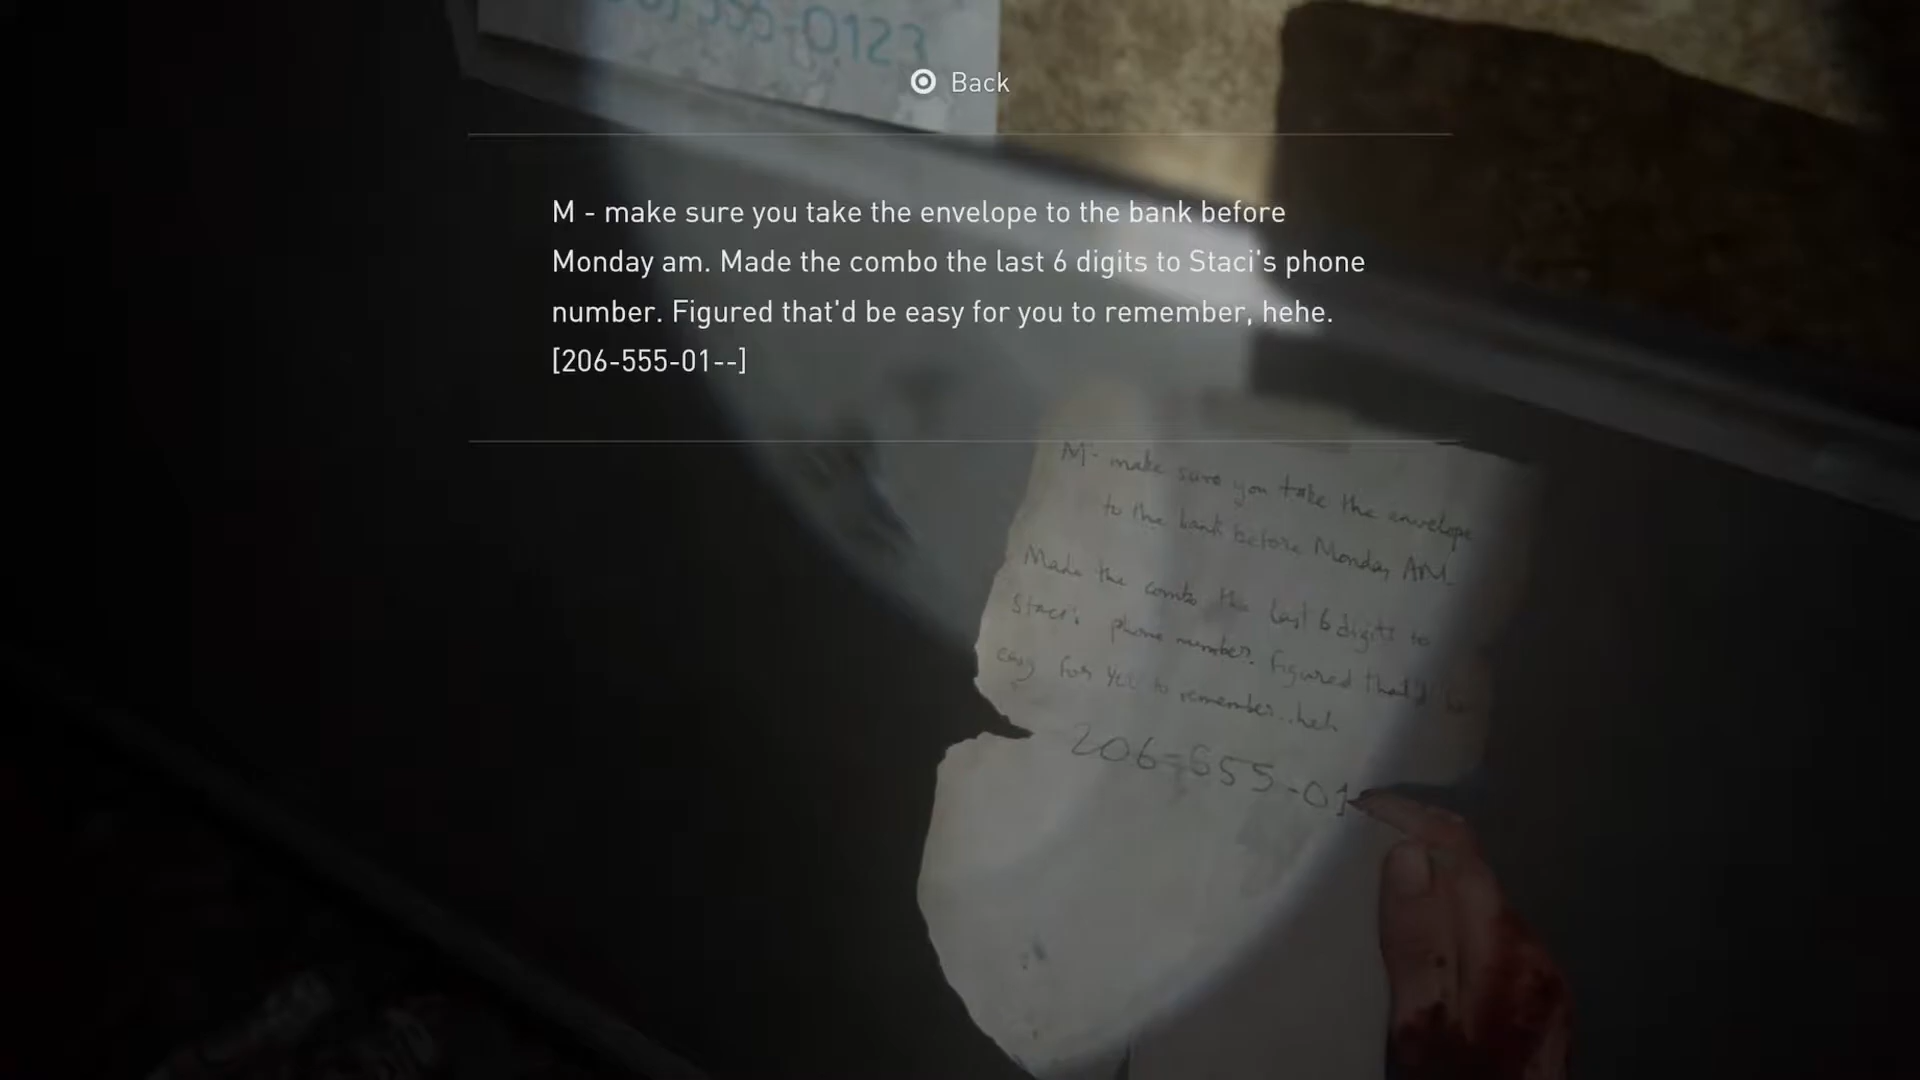 555-0123
Back
M - make sure you take the envelope to the bank before
Monday am. Made the combo the last 6 digits to Staci's phone
number. Figured that'd be easy for you to remember, hehe.
[206-555-01--]
M- make sure you take the envelope
to the bank before Monday AM.
Made the combo the last 6 digits to
Staci's phone number. Figured that'd be
easy for you to remember...heh
206-555-01